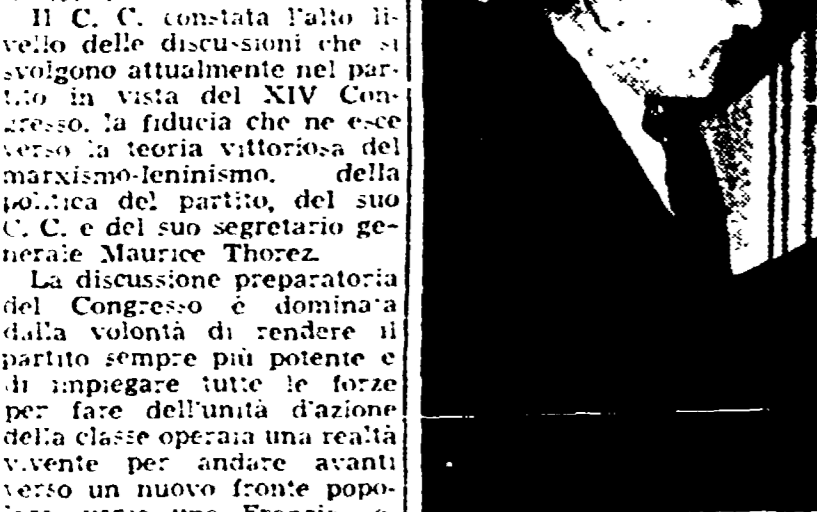 Il C. C. constata l'alto li-
vello delle discussioni che si
svolgono attualmente nel par-
tito in vista del XIV Con-
gresso, la fiducia che ne esce
verso la teoria vittoriosa del
marxismo-leninismo, della
politica del partito, del suo
C. C. e del suo segretario ge-
nerale Maurice Thorez.
La discussione preparatoria
del Congresso è dominata
dalla volontà di rendere il
partito sempre più potente e
di impiegare tutte le forze
per fare dell'unità d'azione
della classe operaia una realtà
vivente per andare avanti
verso un nuovo fronte popo-
una